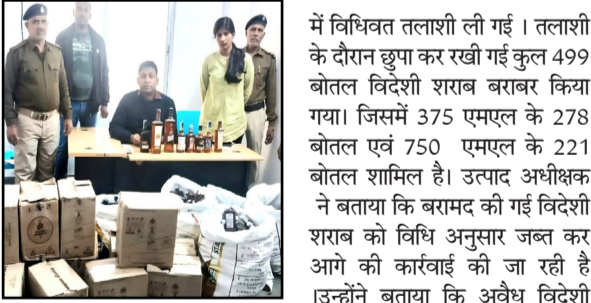 में विधिवत तलाशी ली गई । तलाशी
के दौरान छुपा कर रखी गई कुल 499
बोतल विदेशी शराब बराबर किया
गया। जिसमें 375 एमएल के 278
बोतल एवं 750 एमएल के 221
बोतल शामिल है। उत्पाद अधीक्षक
ने बताया कि बरामद की गई विदेशी
शराब को विधि अनुसार जब्त कर
आगे की कार्रवाई की जा रही है
।उन्होंने बताया कि अवैध विदेशी